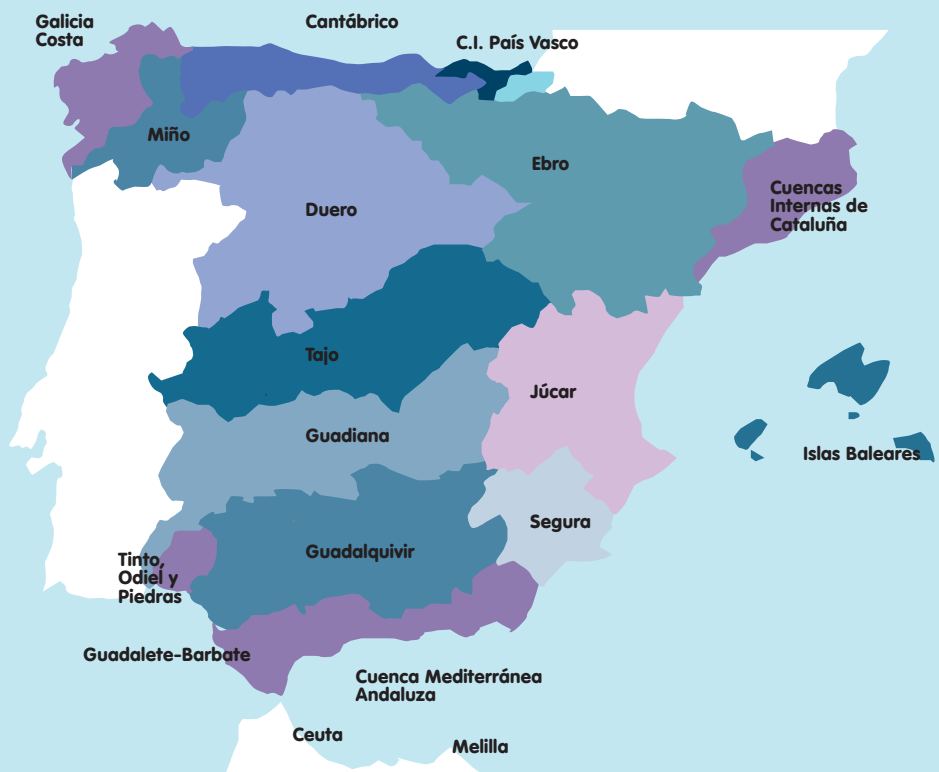 Galicia
Costa
Cantábrico
C.I. País Vasco
Miño
Ebro
Cuencas
Internas de
Cataluña
Duero
Tajo
Júcar
Guadiana
Islas Baleares
Segura
Guadalquivir
Tinto,
Odiel y
Piedras
Guadalete-Barbate
Cuenca Mediterránea
Andaluza
Ceuta
Melilla